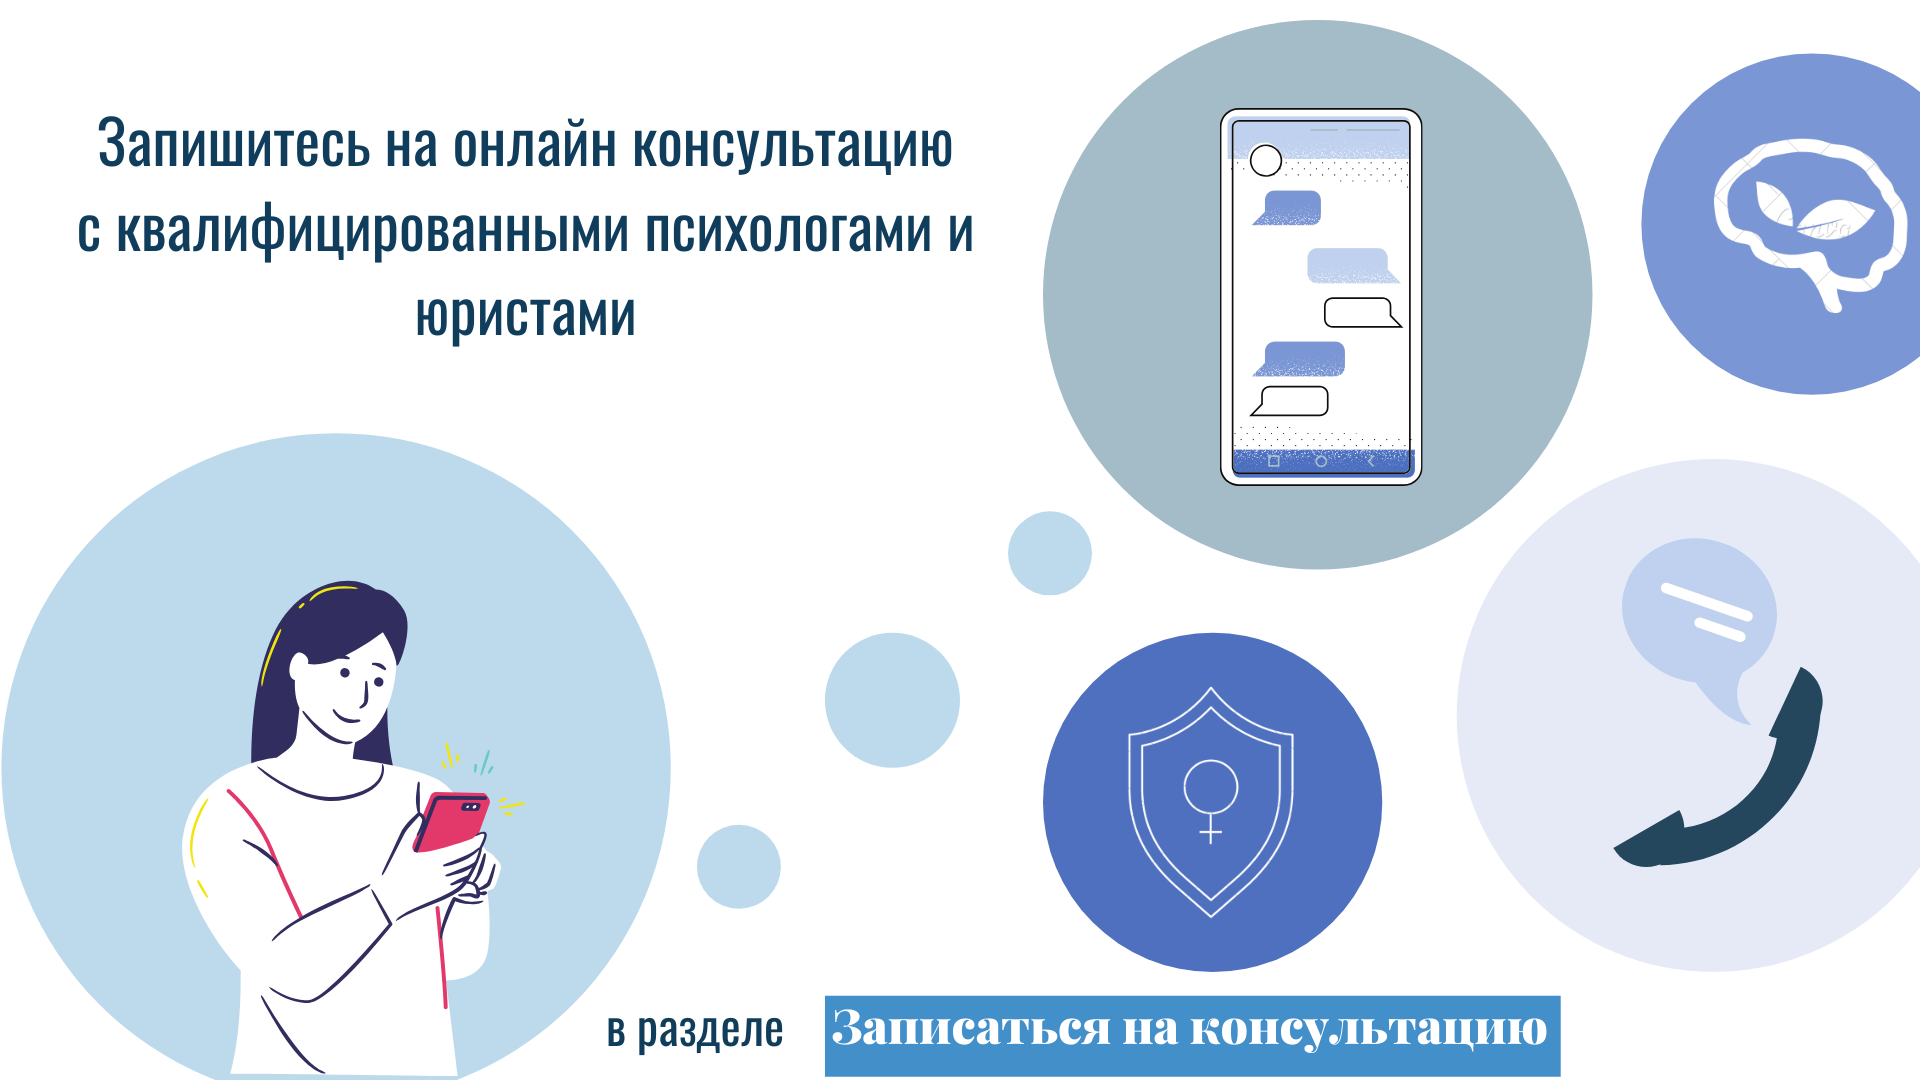 Запишитесь на онлайн консультацию
с квалифицированными психологами и
юристами
в разделе
Записаться на консультацию